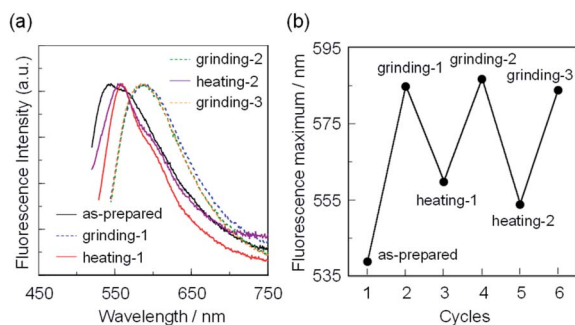 (a)
Fluorescence Intensity (a.u.)
grinding-2
heating-2
grinding-3
as-prepared
grinding-1
heating-1
450 550 650 750
Wavelength / nm
(b)
Fluorescence maximum / nm
595
585
555
535
grinding-1
grinding-2
grinding-3
heating-1
heating-2
as-prepared
1 2 3 4 5 6
Cycles